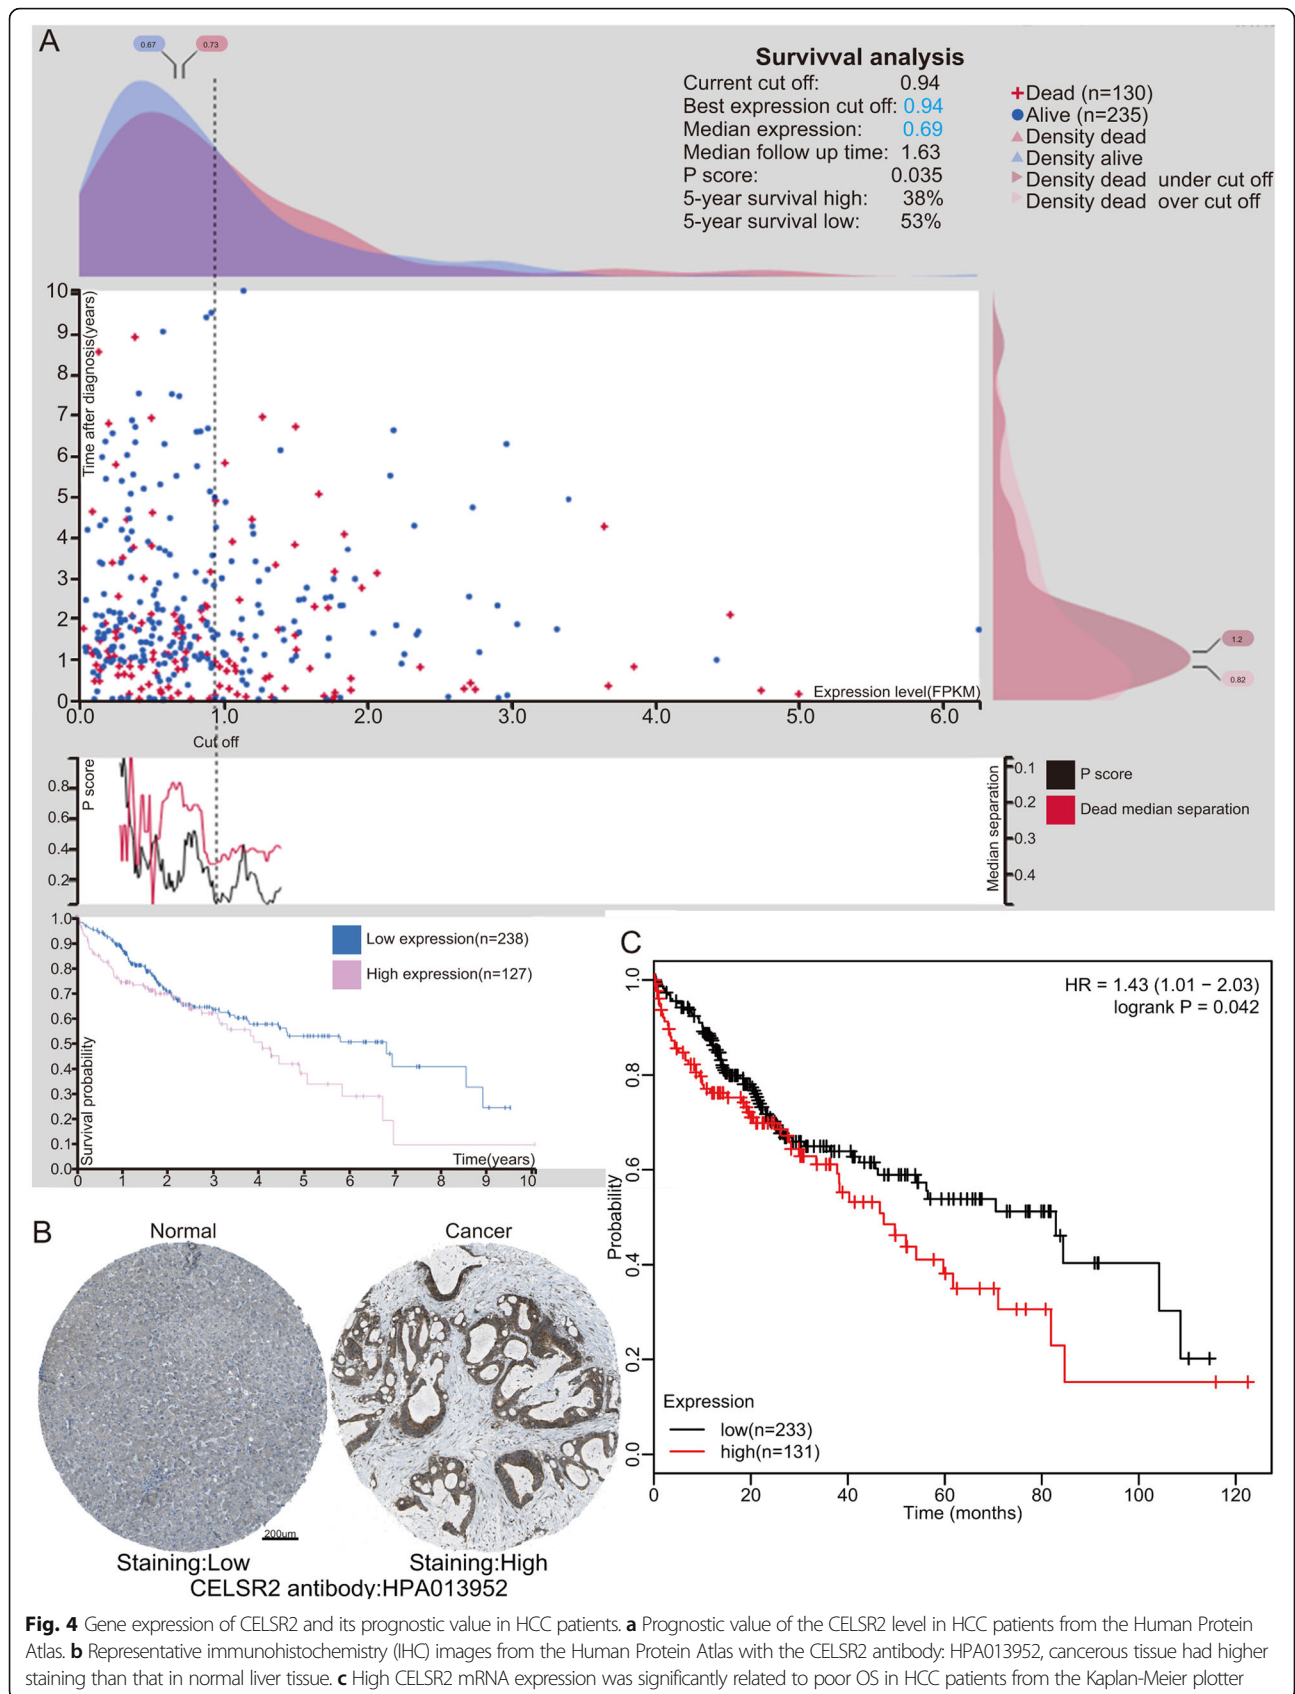 A
0.67
0.73
Survivval analysis
Current cut off: 0.94
Best expression cut off: 0.94
Median expression: 0.69
Median follow up time: 1.63
P score: 0.035
5-year survival high: 38%
5-year survival low: 53%
Dead (n=130)
Alive (n=235)
Density dead
Density alive
Density dead under cut off
Density dead over cut off
Time after diagnosis(years)
10
9
8
7
6
5
4
3
2
1
0
Expression level(FPKM)
0.0 1.0 2.0 3.0 4.0 5.0 6.0
Cut off
1.2
0.82
P score
0.8
0.6
0.4
0.2
Median separation
0.1
0.2
0.3
0.4
P score
Dead median separation
Survival probability
1.0
0.9
0.8
0.7
0.6
0.5
0.4
0.3
0.2
0.1
0.0
Low expression(n=238)
High expression(n=127)
Time(years)
0 1 2 3 4 5 6 7 8 9 10
B
Normal
Cancer
200um
Staining:Low
Staining:High
CELSR2 antibody:HPA013952
C
HR = 1.43 (1.01 − 2.03)
logrank P = 0.042
Probability
1.0
0.8
0.6
0.4
0.2
0.0
Expression
low(n=233)
high(n=131)
0 20 40 60 80 100 120
Time (months)
Fig. 4 Gene expression of CELSR2 and its prognostic value in HCC patients. a Prognostic value of the CELSR2 level in HCC patients from the Human Protein
Atlas. b Representative immunohistochemistry (IHC) images from the Human Protein Atlas with the CELSR2 antibody: HPA013952, cancerous tissue had higher
staining than that in normal liver tissue. c High CELSR2 mRNA expression was significantly related to poor OS in HCC patients from the Kaplan-Meier plotter